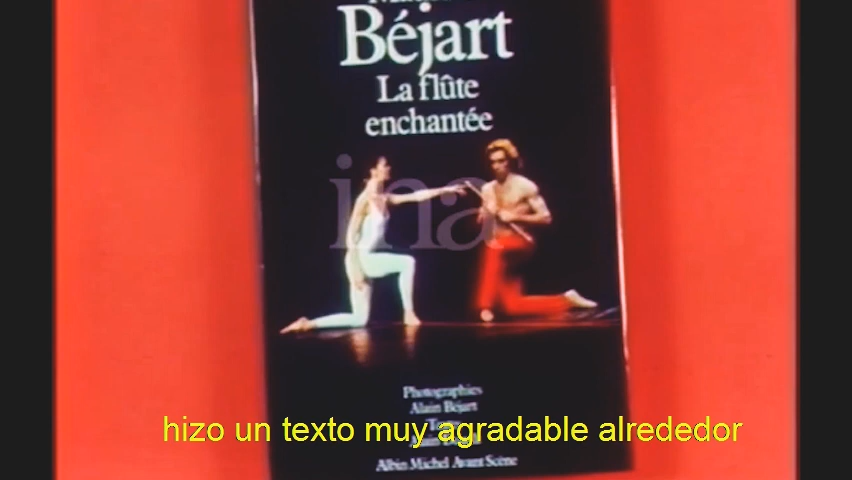 Béjart
La flûte
enchantée
ina
Photographies
Alain Béjart
hizo un texto muy agradable alrededor
Albin Michel Avant Scène